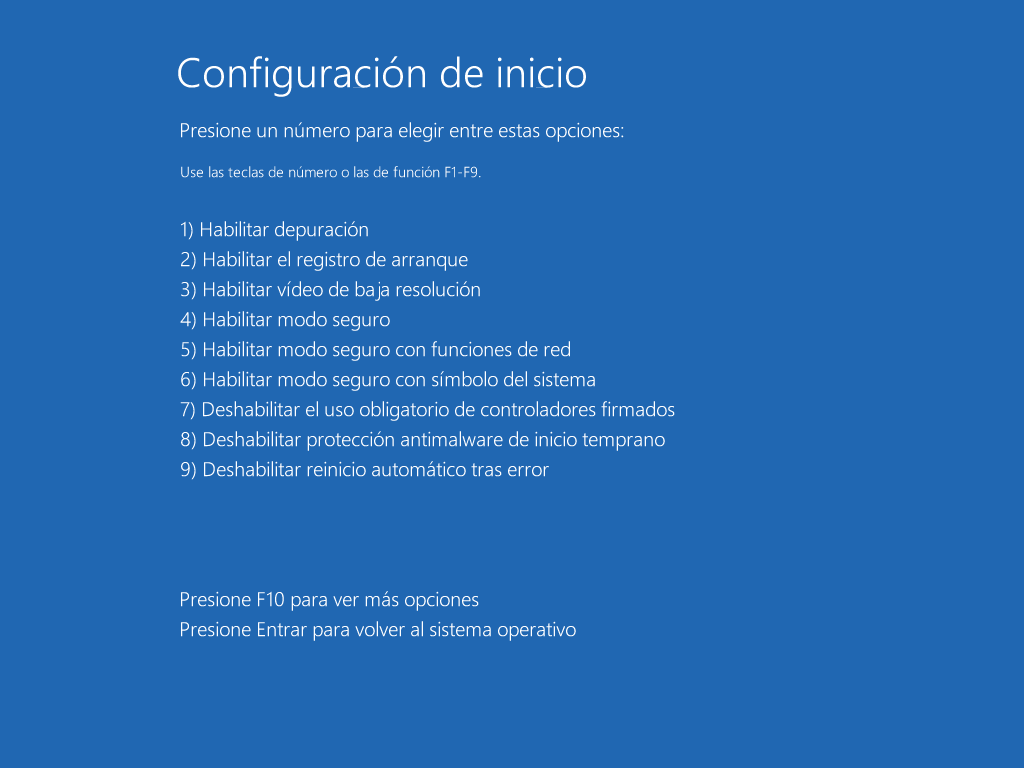 Configuración de inicio
Presione un número para elegir entre estas opciones:
Use las teclas de número o las de función F1-F9.
1) Habilitar depuración
2) Habilitar el registro de arranque
3) Habilitar vídeo de baja resolución
4) Habilitar modo seguro
5) Habilitar modo seguro con funciones de red
6) Habilitar modo seguro con símbolo del sistema
7) Deshabilitar el uso obligatorio de controladores firmados
8) Deshabilitar protección antimalware de inicio temprano
9) Deshabilitar reinicio automático tras error
Presione F10 para ver más opciones
Presione Entrar para volver al sistema operativo